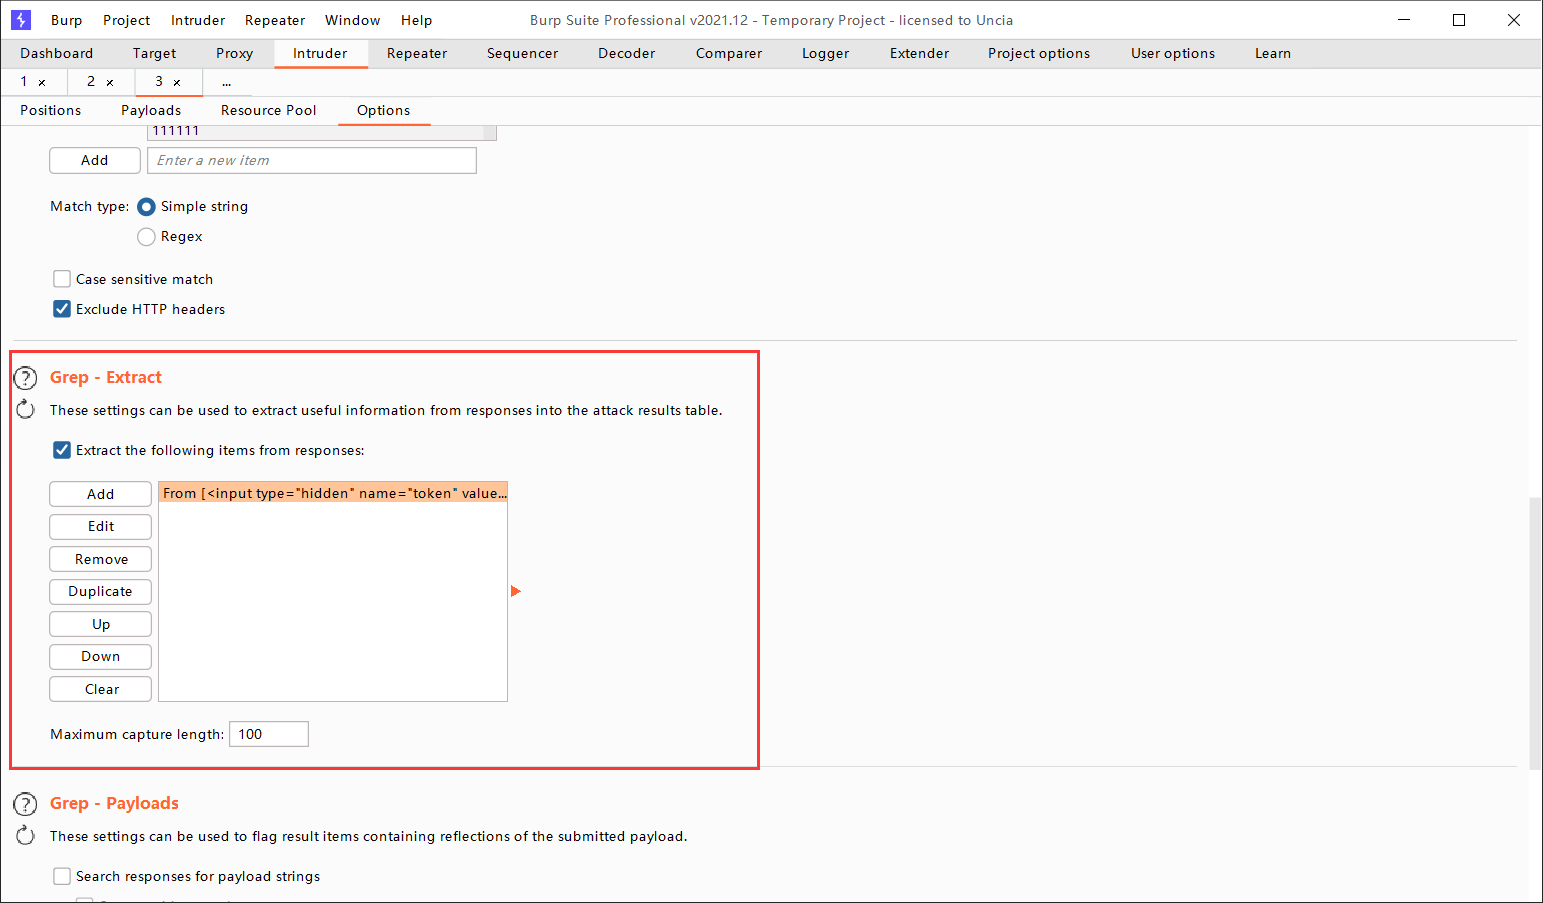 Burp Project Intruder Repeater Window Help Burp Suite Professional v2021.12 - Temporary Project - licensed to Uncia
Dashboard Target Proxy Intruder Repeater Sequencer Decoder Comparer Logger Extender Project options User options Learn
1 × 2 × 3 × ...
Positions Payloads Resource Pool Options
111111
Add Enter a new item
Match type: Simple string
Regex
Case sensitive match
Exclude HTTP headers
? Grep - Extract
These settings can be used to extract useful information from responses into the attack results table.
Extract the following items from responses:
Add From [<input type="hidden" name="token" value...
Edit
Remove
Duplicate
Up
Down
Clear
Maximum capture length: 100
? Grep - Payloads
These settings can be used to flag result items containing reflections of the submitted payload.
Search responses for payload strings